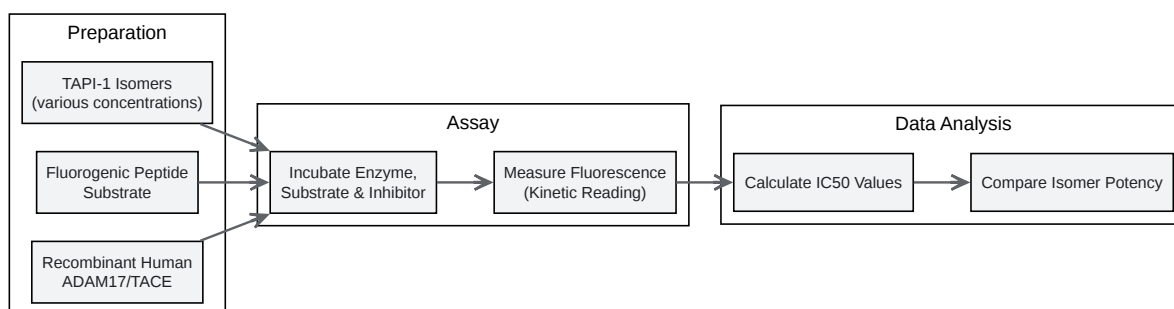 Preparation
TAPI-1 Isomers
(various concentrations)
Fluorogenic Peptide
Substrate
Recombinant Human
ADAM17/TACE
Assay
Incubate Enzyme,
Substrate & Inhibitor
Measure Fluorescence
(Kinetic Reading)
Data Analysis
Calculate IC50 Values
Compare Isomer Potency